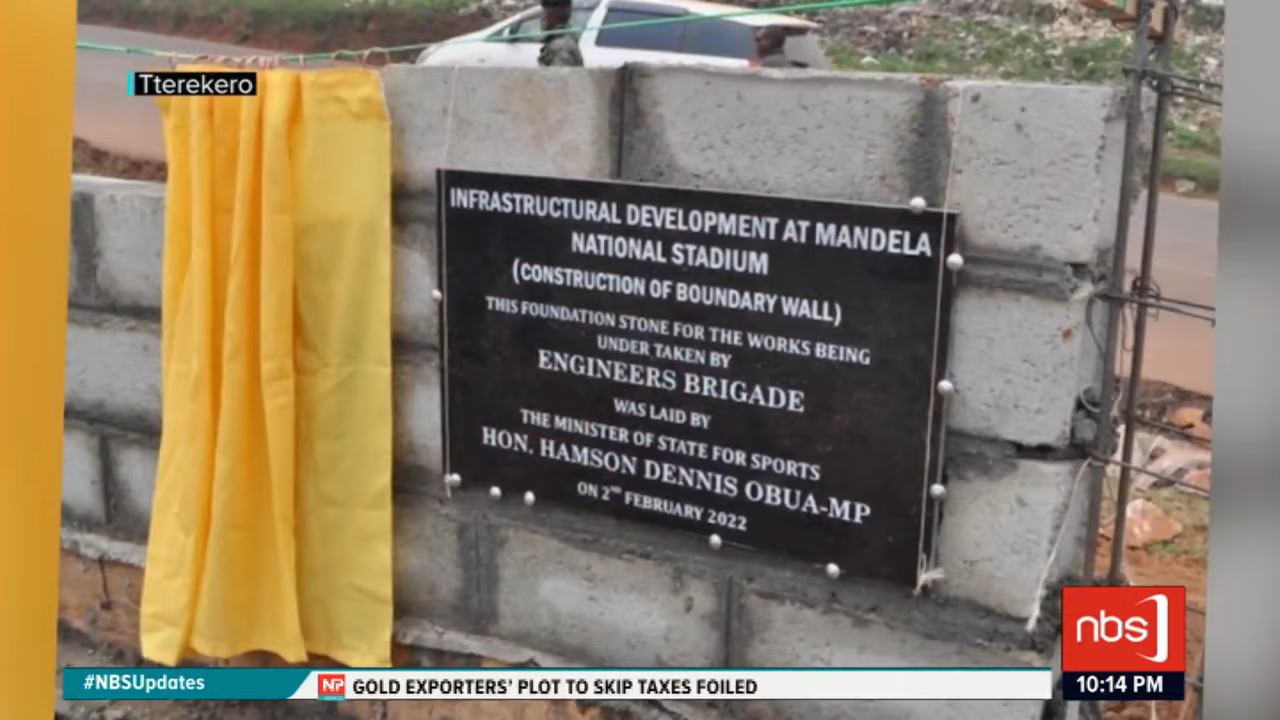 Tterekero
INFRASTRUCTURAL DEVELOPMENT AT MANDELA
NATIONAL STADIUM
(CONSTRUCTION OF BOUNDARY WALL)
THIS FOUNDATION STONE FOR THE WORKS BEING
UNDER TAKEN BY
ENGINEERS BRIGADE
WAS LAID BY
THE MINISTER OF STATE FOR SPORTS
HON. HAMSON DENNIS OBUA-MP
ON 2ND FEBRUARY 2022
nbs
#NBSUpdates
NP GOLD EXPORTERS' PLOT TO SKIP TAXES FOILED
10:14 PM